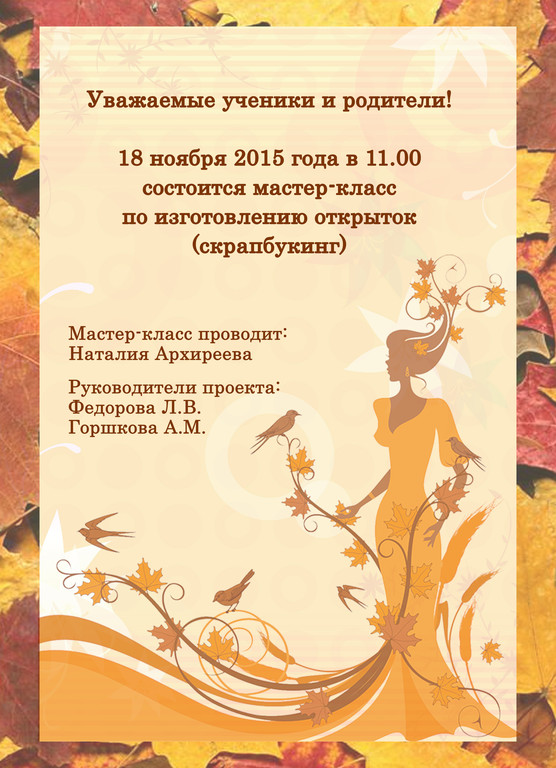 Уважаемые ученики и родители!
18 ноября 2015 года в 11.00
состоится мастер-класс
по изготовлению открыток
(скрапбукинг)
Мастер-класс проводит:
Наталия Архиреева
Руководители проекта:
Федорова Л.В.
Горшкова А.М.